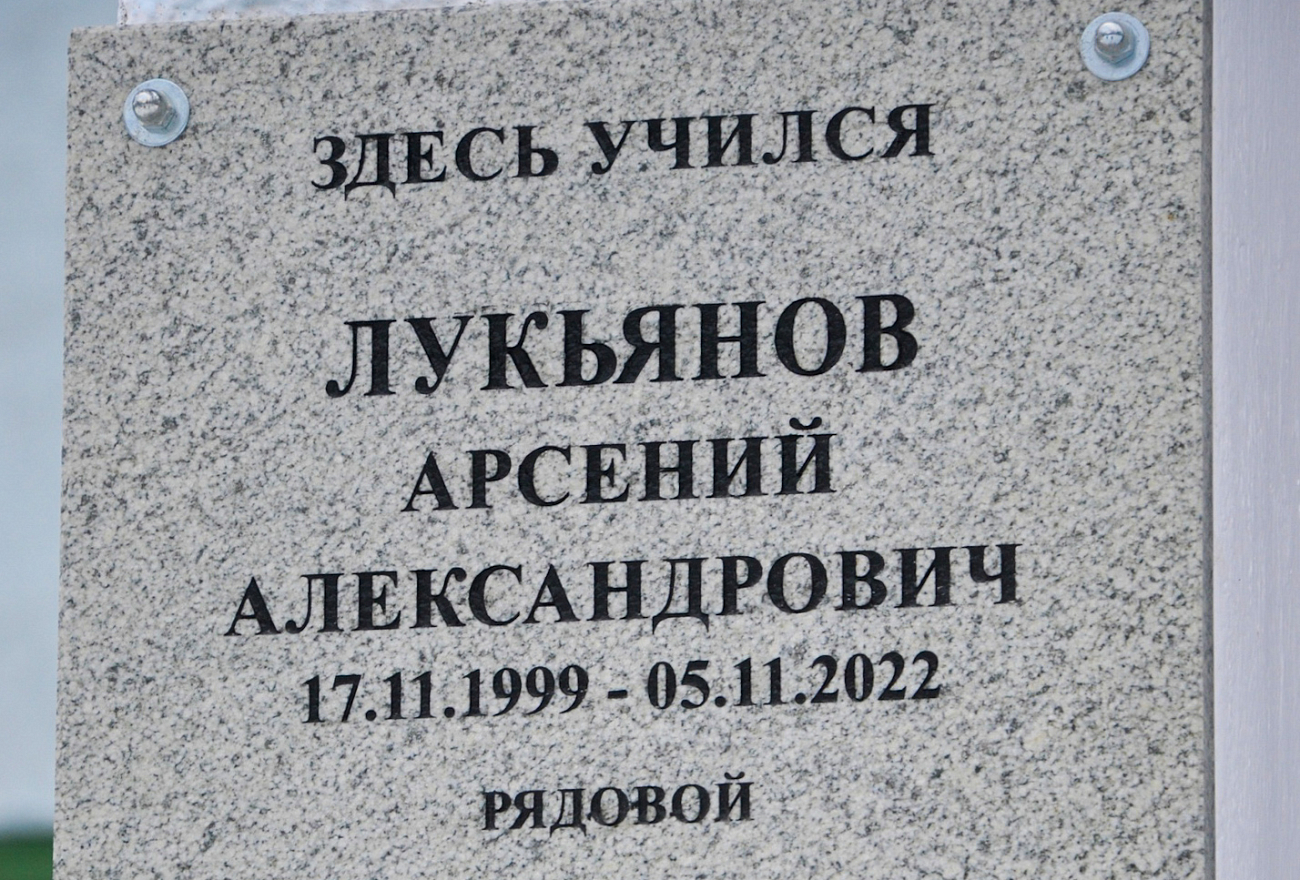 ЗДЕСЬ УЧИЛСЯ
ЛУКЬЯНОВ
АРСЕНИЙ
АЛЕКСАНДРОВИЧ
17.11.1999 - 05.11.2022
РЯДОВОЙ